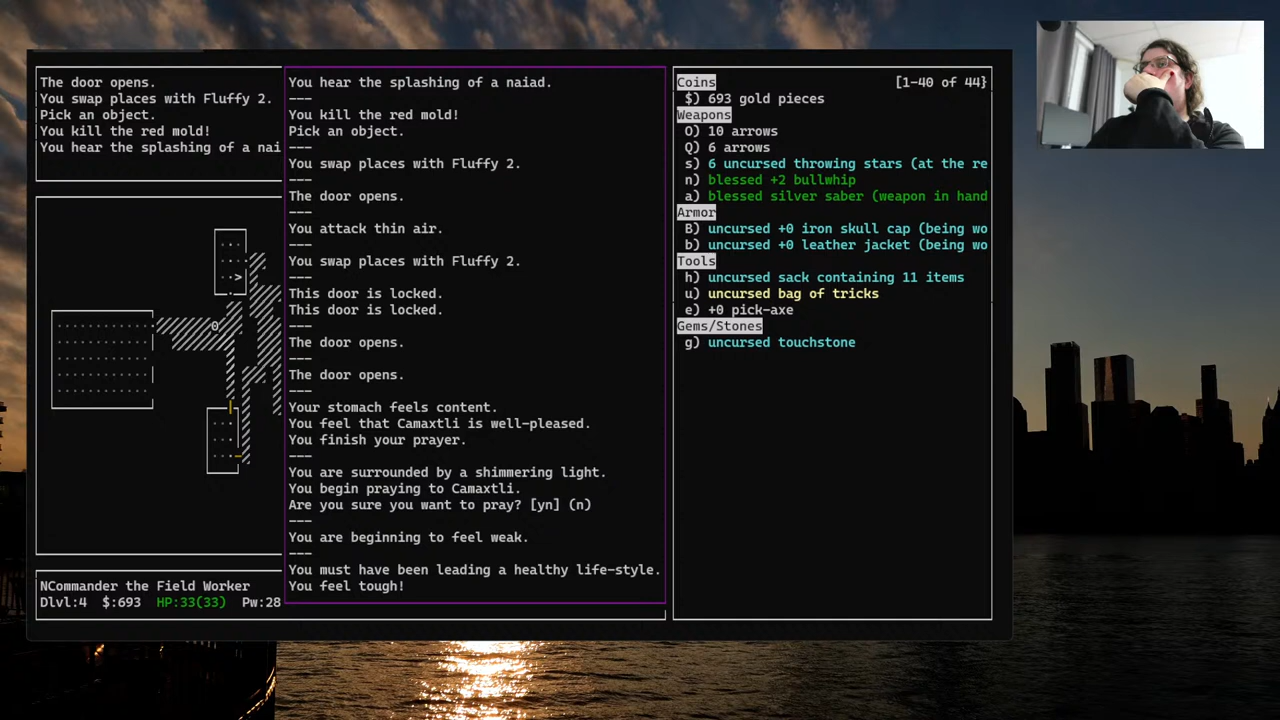 The door opens.
You swap places with Fluffy 2.
Pick an object.
You kill the red mold!
You hear the splashing of a nai
0
>
NCommander the Field Worker
Dlvl:4 $:693 HP:33(33) Pw:28
You hear the splashing of a naiad.
---
You kill the red mold!
Pick an object.
---
You swap places with Fluffy 2.
---
The door opens.
---
You attack thin air.
---
You swap places with Fluffy 2.
---
This door is locked.
This door is locked.
---
The door opens.
---
The door opens.
---
Your stomach feels content.
You feel that Camaxtli is well-pleased.
You finish your prayer.
---
You are surrounded by a shimmering light.
You begin praying to Camaxtli.
Are you sure you want to pray? [yn] (n)
---
You are beginning to feel weak.
---
You must have been leading a healthy life-style.
You feel tough!
Coins [1-40 of 44}
$) 693 gold pieces
Weapons
O) 10 arrows
Q) 6 arrows
s) 6 uncursed throwing stars (at the re
n) blessed +2 bullwhip
a) blessed silver saber (weapon in hand
Armor
B) uncursed +0 iron skull cap (being wo
b) uncursed +0 leather jacket (being wo
Tools
h) uncursed sack containing 11 items
u) uncursed bag of tricks
e) +0 pick-axe
Gems/Stones
g) uncursed touchstone